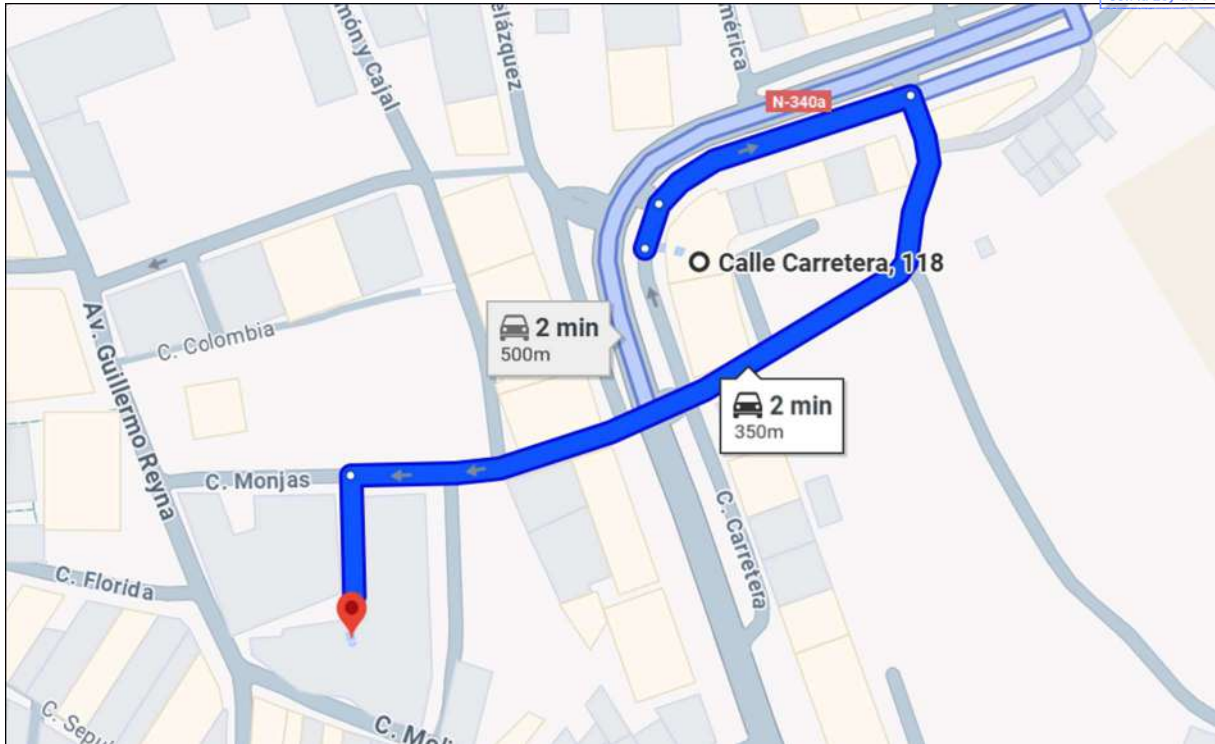 món y Cajal
elázquez
mérica
N-340a
Calle Carretera, 118
2 min
500m
C. Colombia
Av. Guillermo Reyna
2 min
350m
C. Monjas
C. Carretera
C. Florida
C. Sepu
C. Moli